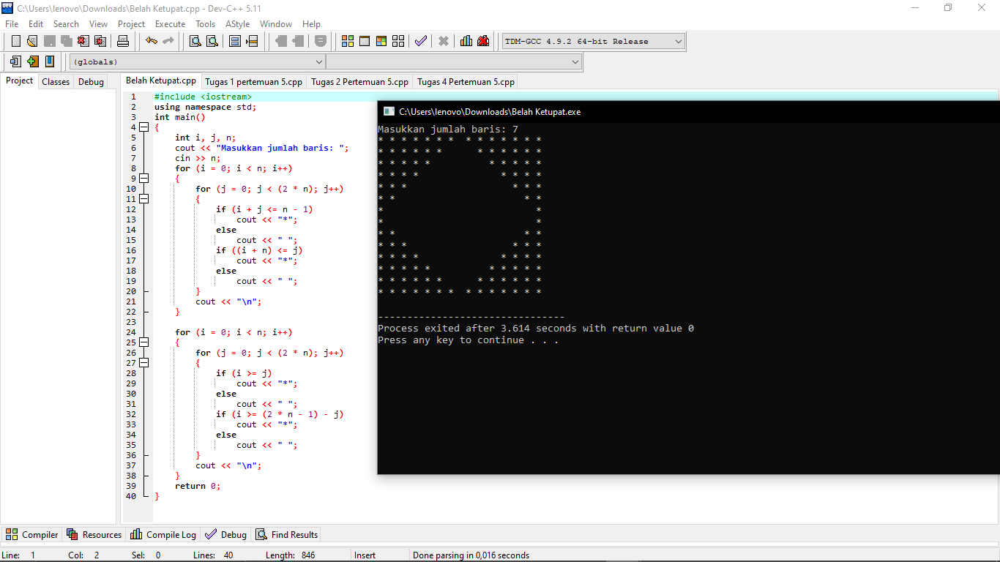 C:\Users\lenovo\Downloads\Belah Ketupat.cpp - Dev-C++ 5.11
File Edit Search View Project Execute Tools AStyle Window Help
TDM-GCC 4.9.2 64-bit Release
(globals)
Project Classes Debug
Belah Ketupat.cpp Tugas 1 pertemuan 5.cpp Tugas 2 Pertemuan 5.cpp Tugas 4 Pertemuan 5.cpp
1 #include <iostream>
2 using namespace std;
3 int main()
4 {
5     int i, j, n;
6     cout << "Masukkan jumlah baris: ";
7     cin >> n;
8     for (i = 0; i < n; i++)
9     {
10         for (j = 0; j < (2 * n); j++)
11         {
12             if (i + j <= n - 1)
13                 cout << "*";
14             else
15                 cout << " ";
16             if ((i + n) <= j)
17                 cout << "*";
18             else
19                 cout << " ";
20         }
21         cout << "\n";
22     }
23
24     for (i = 0; i < n; i++)
25     {
26         for (j = 0; j < (2 * n); j++)
27         {
28             if (i >= j)
29                 cout << "*";
30             else
31                 cout << " ";
32             if (i >= (2 * n - 1) - j)
33                 cout << "*";
34             else
35                 cout << " ";
36         }
37         cout << "\n";
38     }
39     return 0;
40 }
C:\Users\lenovo\Downloads\Belah Ketupat.exe
Masukkan jumlah baris: 7
* * * * * * *  * * * * * * *
* * * * * *      * * * * * *
* * * * *          * * * * *
* * * *              * * * *
* * *                  * * *
* *                      * *
*                          *
*                          *
* *                      * *
* * *                  * * *
* * * *              * * * *
* * * * *          * * * * *
* * * * * *      * * * * * *
* * * * * * *  * * * * * * *
--------------------------------
Process exited after 3.614 seconds with return value 0
Press any key to continue . . .
Compiler Resources Compile Log Debug Find Results
Line: 1 Col: 2 Sel: 0 Lines: 40 Length: 846 Insert Done parsing in 0,016 seconds